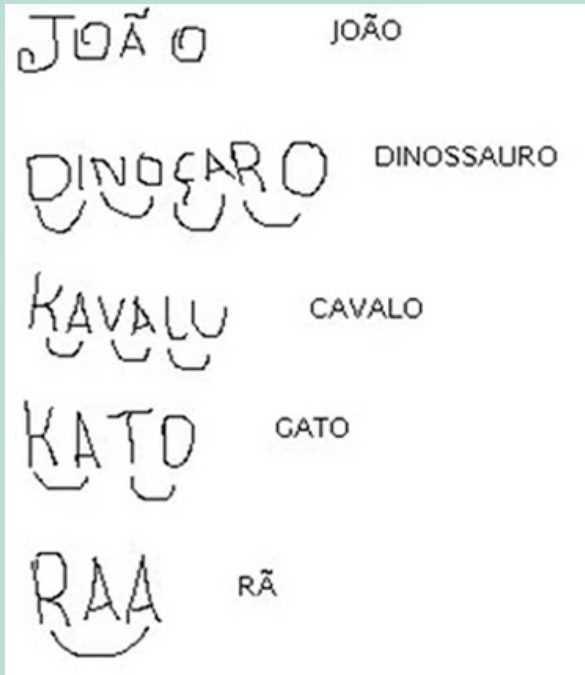 JOÃO JOÃO
DINOÇARO DINOSSAURO
KAVALU CAVALO
KATO GATO
RAA RÃ